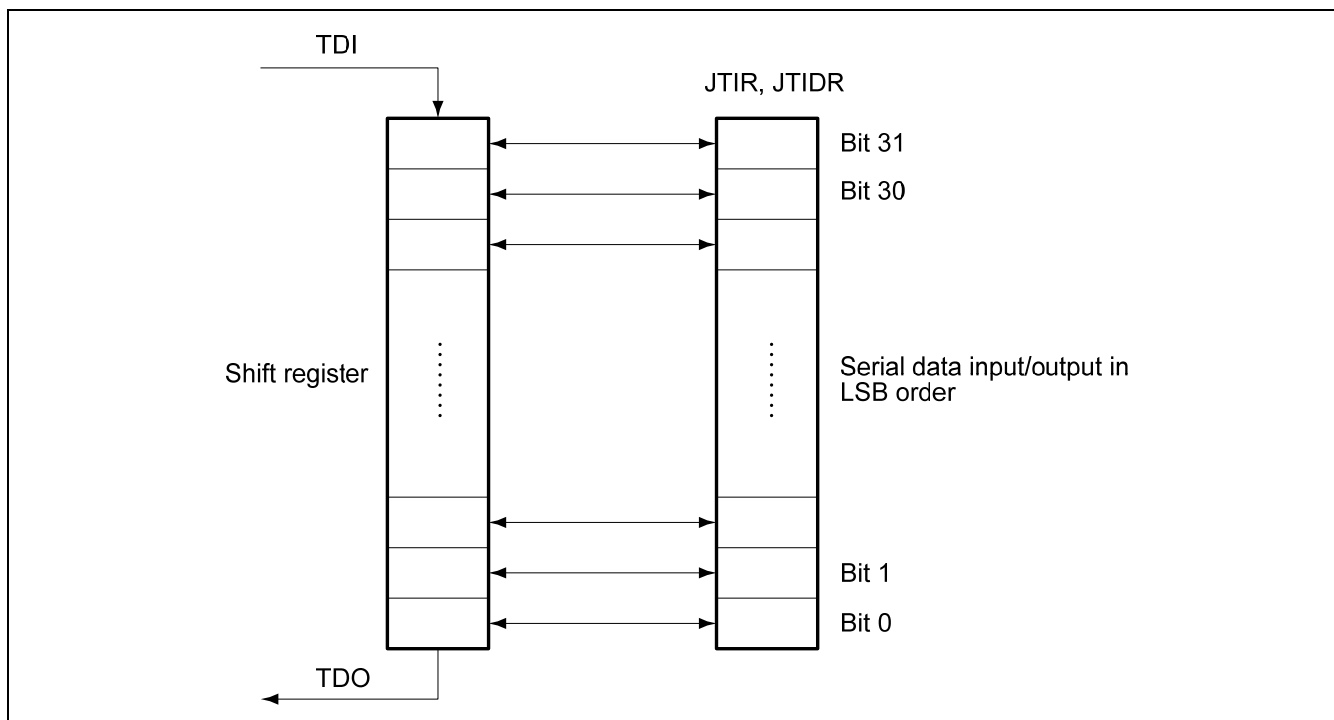 TDI
JTIR, JTIDR
Bit 31
Bit 30
Shift register
Serial data input/output in
LSB order
Bit 1
Bit 0
TDO